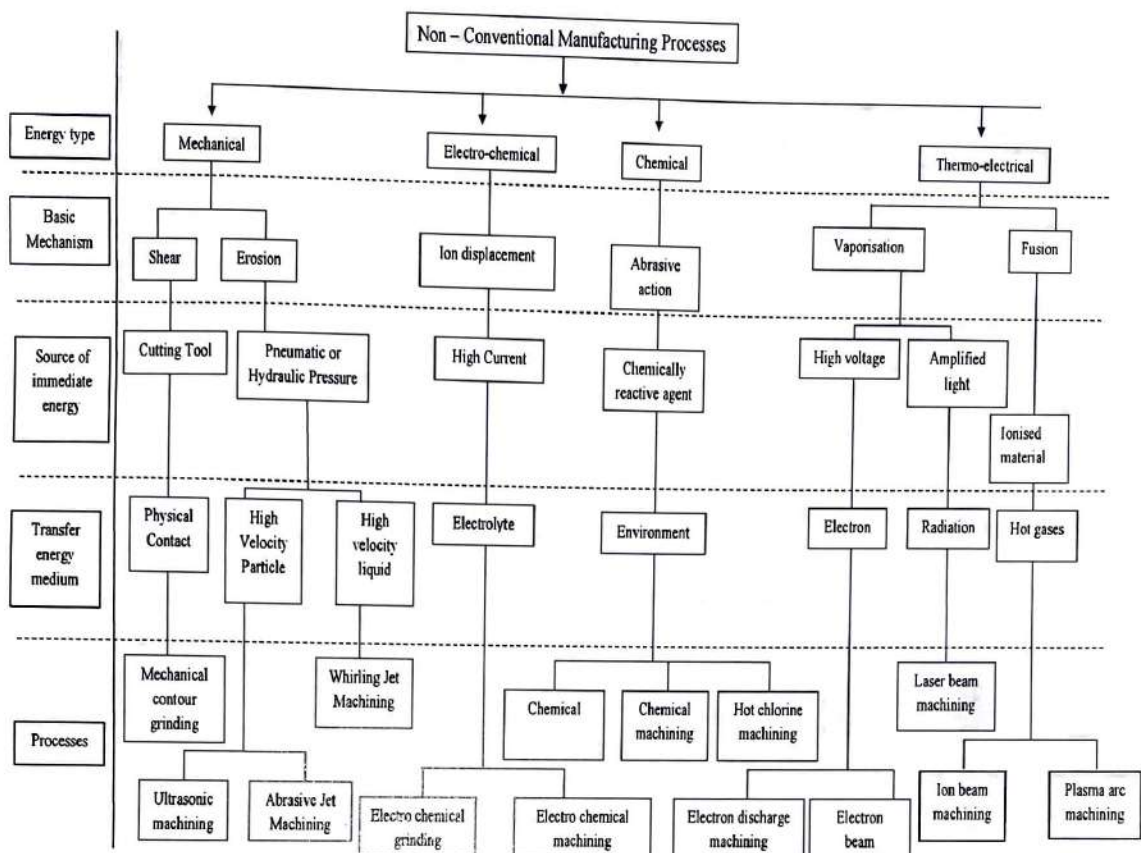 Non – Conventional Manufacturing Processes
Energy type
Mechanical
Electro-chemical
Chemical
Thermo-electrical
Basic
Mechanism
Shear
Erosion
Ion displacement
Abrasive
action
Vaporisation
Fusion
Source of
immediate
energy
Cutting Tool
Pneumatic or
Hydraulic Pressure
High Current
Chemically
reactive agent
High voltage
Amplified
light
Ionised
material
Transfer
energy
medium
Physical
Contact
High
Velocity
Particle
High
velocity
liquid
Electrolyte
Environment
Electron
Radiation
Hot gases
Processes
Mechanical
contour
grinding
Whirling Jet
Machining
Chemical
Chemical
machining
Hot chlorine
machining
Laser beam
machining
Ultrasonic
machining
Abrasive Jet
Machining
Electro chemical
grinding
Electro chemical
machining
Electron discharge
machining
Electron
beam
Ion beam
machining
Plasma arc
machining